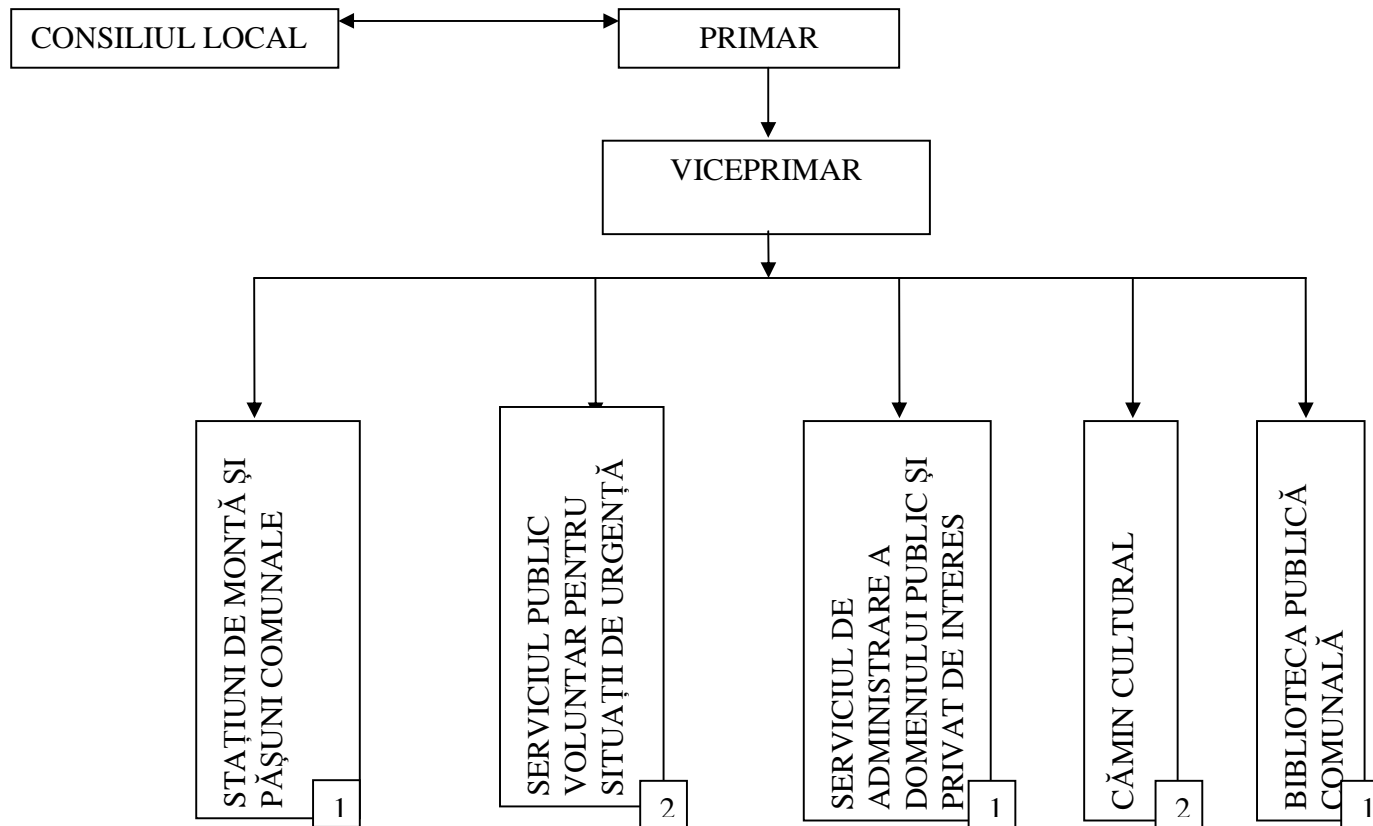 CONSILIUL LOCAL
PRIMAR
VICEPRIMAR
STAȚIUNI DE MONTĂ ȘI
PĂȘUNI COMUNALE
1
SERVICIUL PUBLIC
VOLUNTAR PENTRU
SITUAȚII DE URGENȚĂ
2
SERVICIUL DE
ADMINISTRARE A
DOMENIULUI PUBLIC ȘI
PRIVAT DE INTERES
1
CĂMIN CULTURAL
2
BIBLIOTECA PUBLICĂ
COMUNALĂ
1